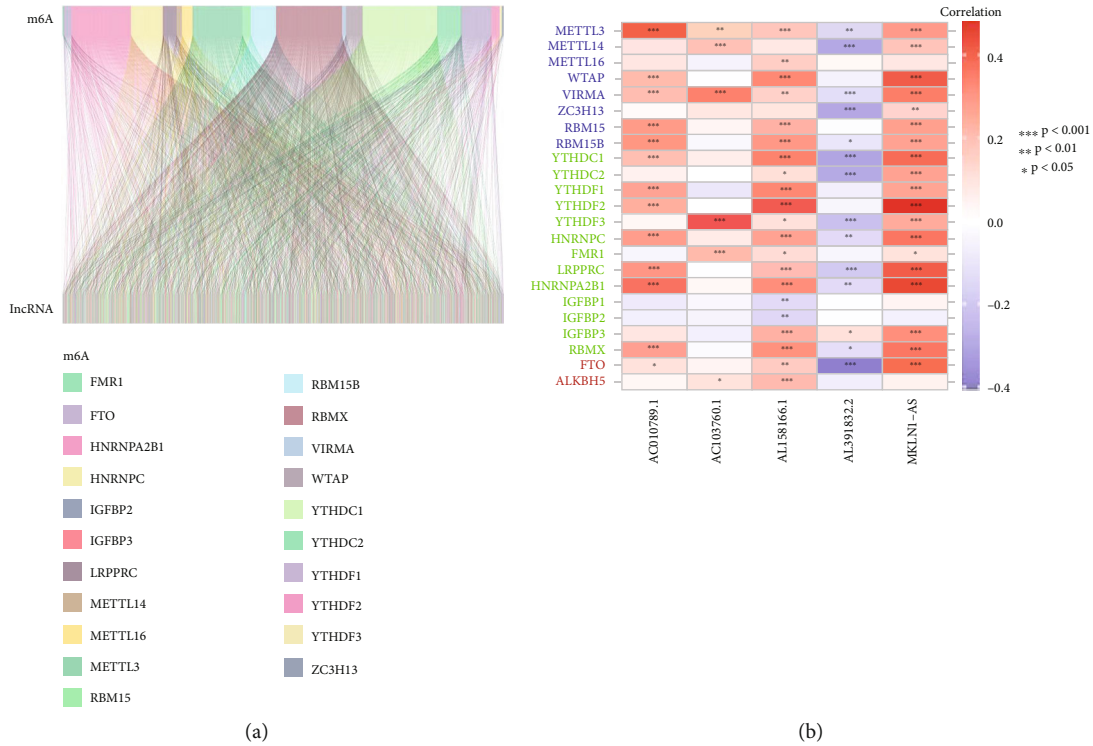 m6A
lncRNA
m6A
FMR1
FTO
HNRNPA2B1
HNRNPC
IGFBP2
IGFBP3
LRPPRC
METTL14
METTL16
METTL3
RBM15
RBM15B
RBMX
VIRMA
WTAP
YTHDC1
YTHDC2
YTHDF1
YTHDF2
YTHDF3
ZC3H13
(a)
Correlation
METTL3 *** ** *** ** ***
METTL14 *** *** ***
METTL16 **
WTAP *** *** ***
VIRMA *** *** ** *** ***
ZC3H13 *** **
RBM15 *** *** ***
RBM15B *** *** * ***
YTHDC1 *** *** *** ***
YTHDC2 * *** ***
YTHDF1 *** *** ***
YTHDF2 *** *** ***
YTHDF3 *** * *** ***
HNRNPC *** *** ** ***
FMR1 *** * *
LRPPRC *** *** *** ***
HNRNPA2B1 *** *** ** ***
IGFBP1 **
IGFBP2 **
IGFBP3 *** * ***
RBMX *** *** * ***
FTO * ** *** ***
ALKBH5 * ***
AC010789.1
AC103760.1
AL158166.1
AL391832.2
MKLN1−AS
0.4
0.2
0.0
−0.2
−0.4
*** p < 0.001
** p < 0.01
* p < 0.05
(b)